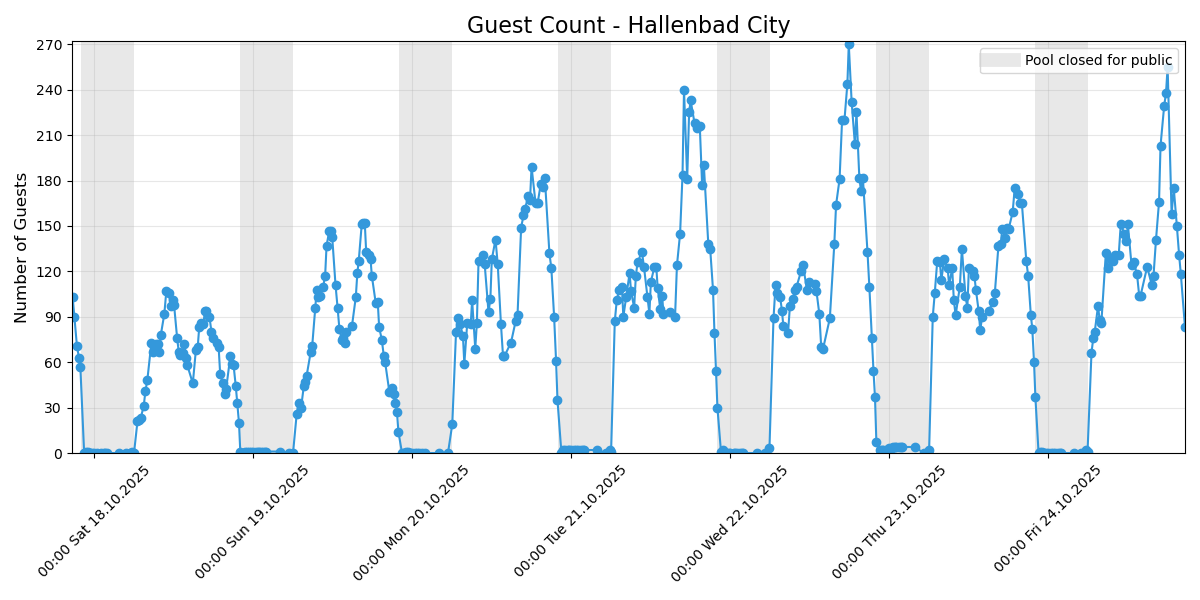 Guest Count - Hallenbad City
Pool closed for public
Number of Guests
270
240
210
180
150
120
90
60
30
0
00:00 Sat 18.10.2025
00:00 Sun 19.10.2025
00:00 Mon 20.10.2025
00:00 Tue 21.10.2025
00:00 Wed 22.10.2025
00:00 Thu 23.10.2025
00:00 Fri 24.10.2025